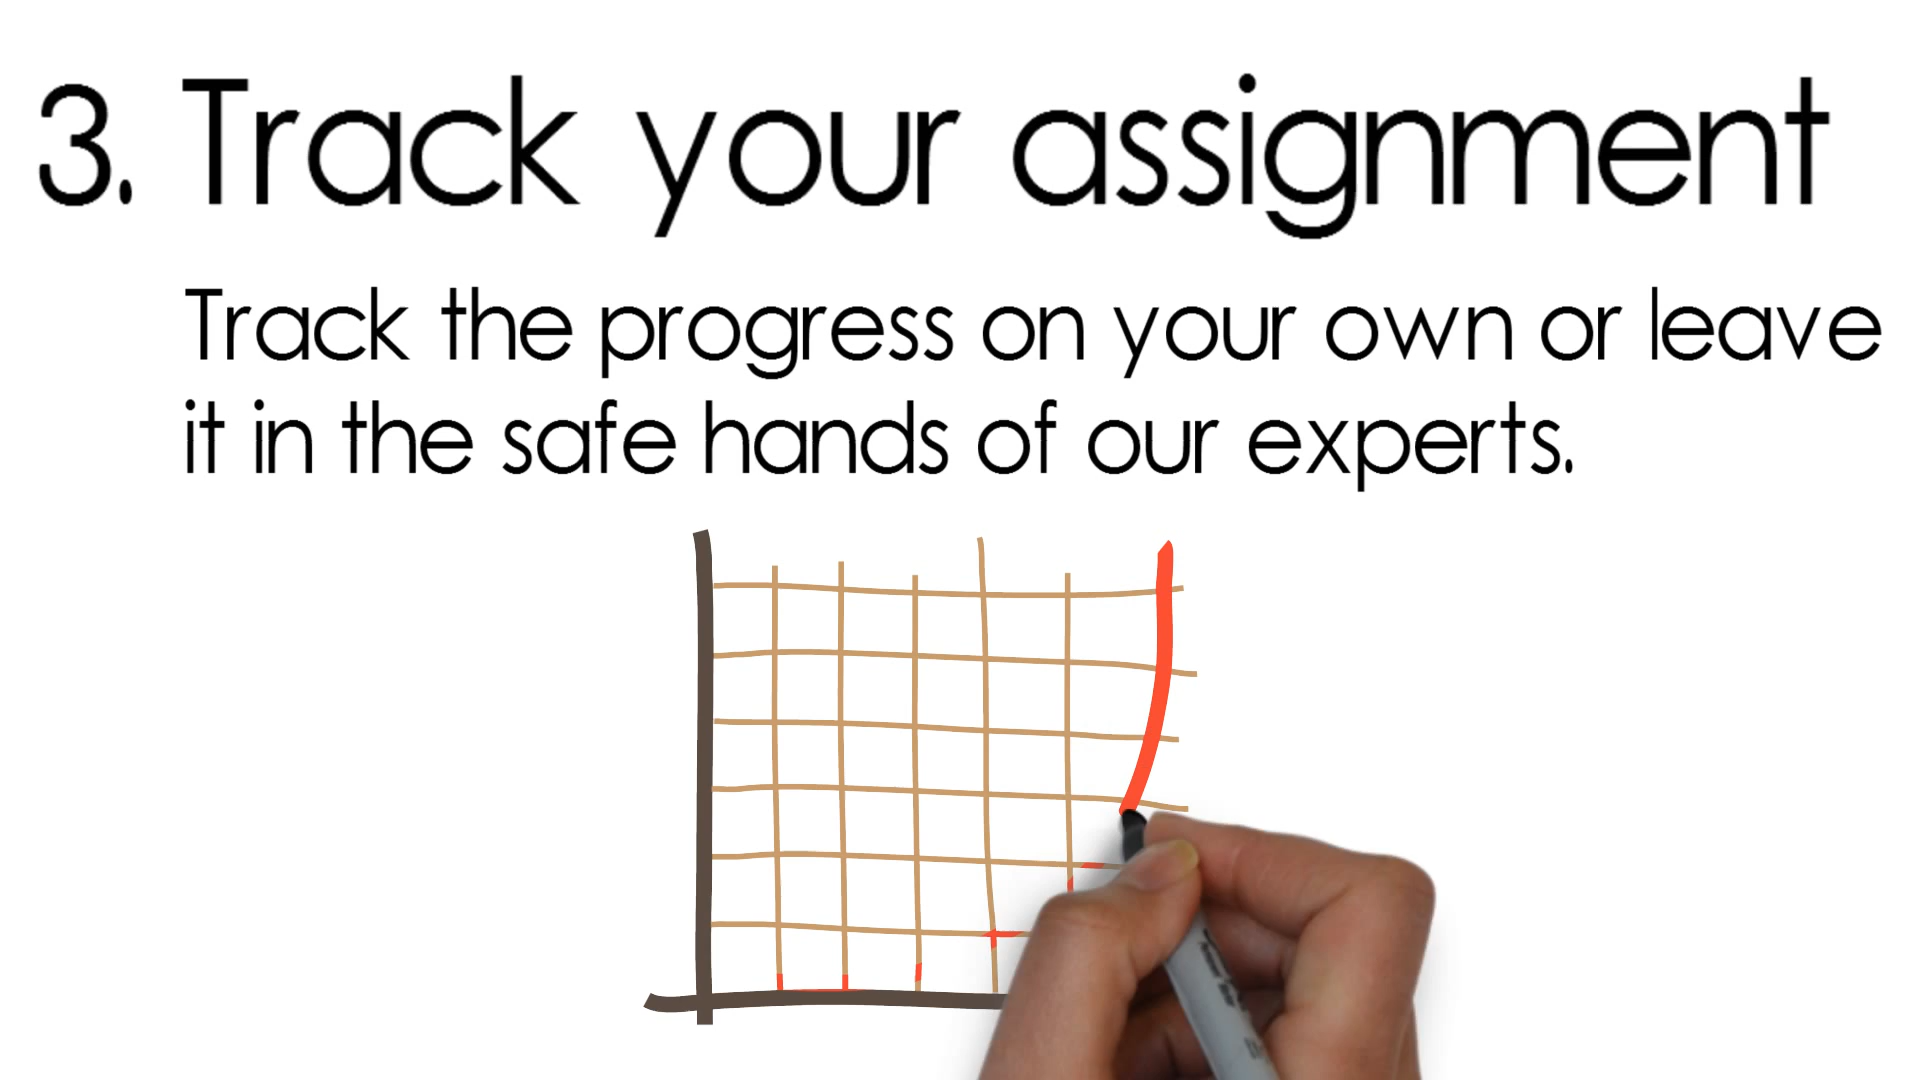 3. Track your assignment
Track the progress on your own or leave
it in the safe hands of our experts.